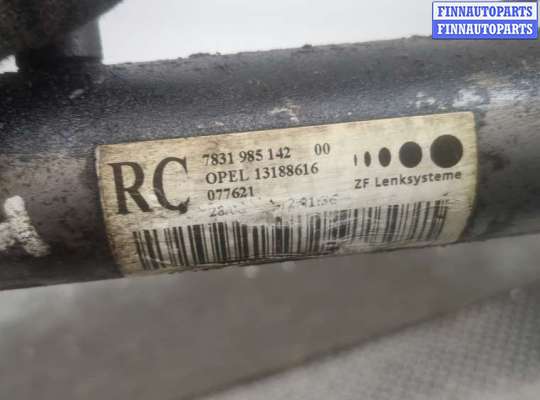 FINNAUTOPARTS
FINNAUTOPARTS
RC
7831 985 142 00
OPEL 13188616
077621
ZF Lenksysteme